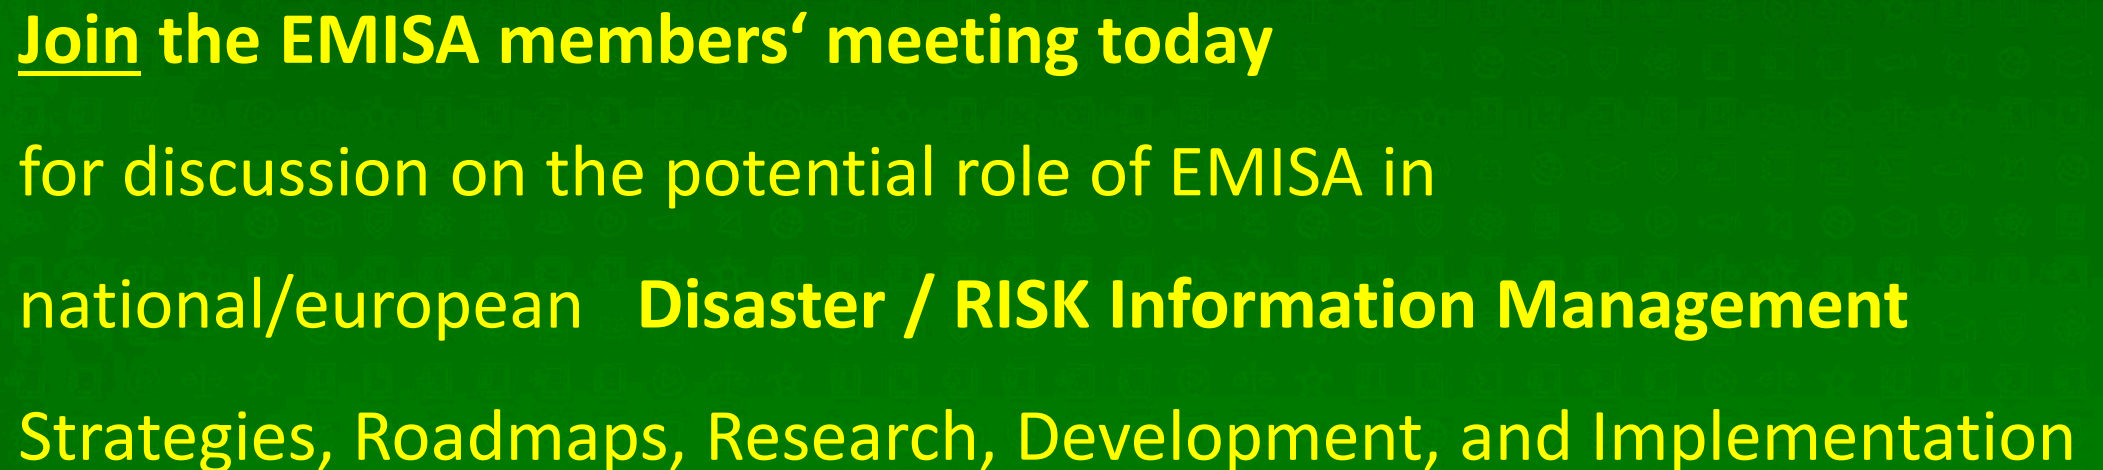 Join the EMISA members‘ meeting today
for discussion on the potential role of EMISA in
national/european Disaster / RISK Information Management
Strategies, Roadmaps, Research, Development, and Implementation